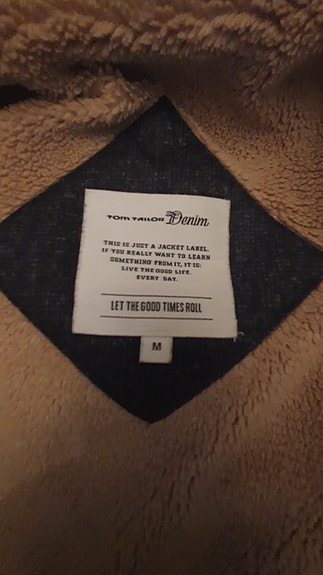 TOM TAILOR Denim
THIS IS JUST A JACKET LABEL.
IF YOU REALLY WANT TO LEARN
SOMETHING FROM IT, IT IS:
LIVE THE GOOD LIFE.
EVERY DAY.
LET THE GOOD TIMES ROLL
M